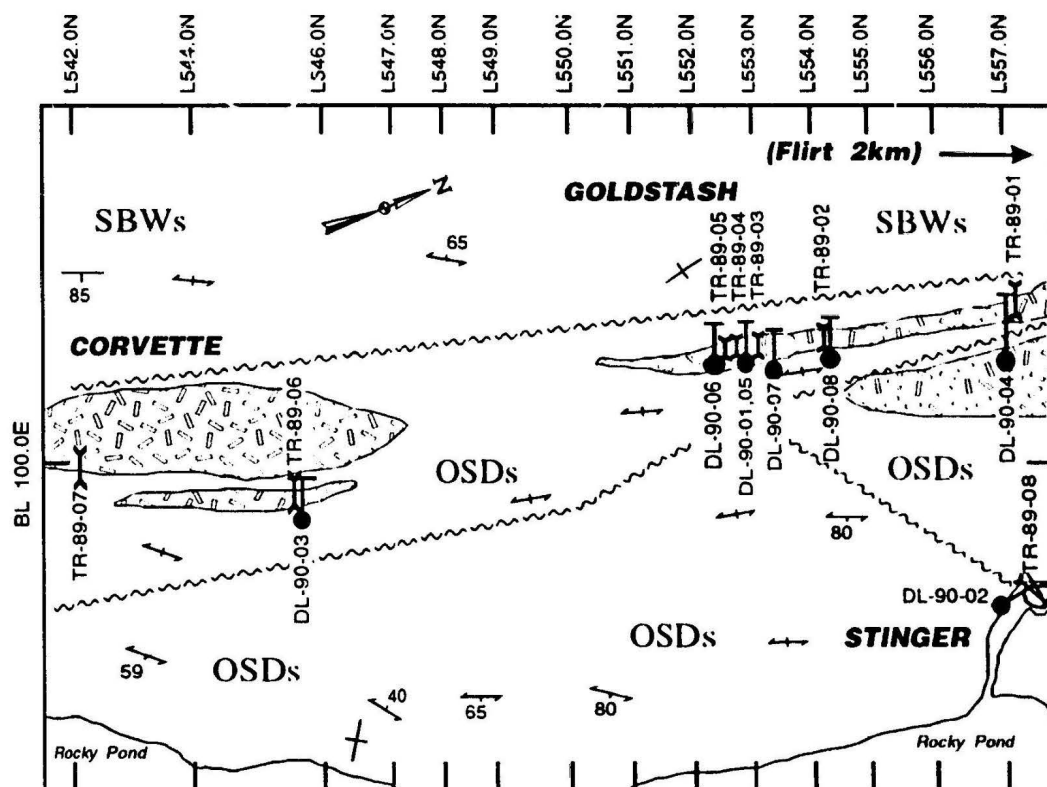 L542.0N
L544.0N
L546.0N
L547.0N
L548.0N
L549.0N
L550.0N
L551.0N
L552.0N
L553.0N
L554.0N
L555.0N
L556.0N
L557.0N
(Flirt 2km)
GOLDSTASH
N
SBWs
SBWs
65
85
TR-89-05
TR-89-04
TR-89-03
TR-89-02
TR-89-01
CORVETTE
TR-89-06
DL-90-06
DL-90-01,05
DL-90-07
DL-90-08
DL-90-04
BL 100.0E
TR-89-07
DL-90-03
OSDs
OSDs
80
TR-89-08
DL-90-02
OSDs
OSDs
STINGER
59
40
65
80
Rocky Pond
Rocky Pond